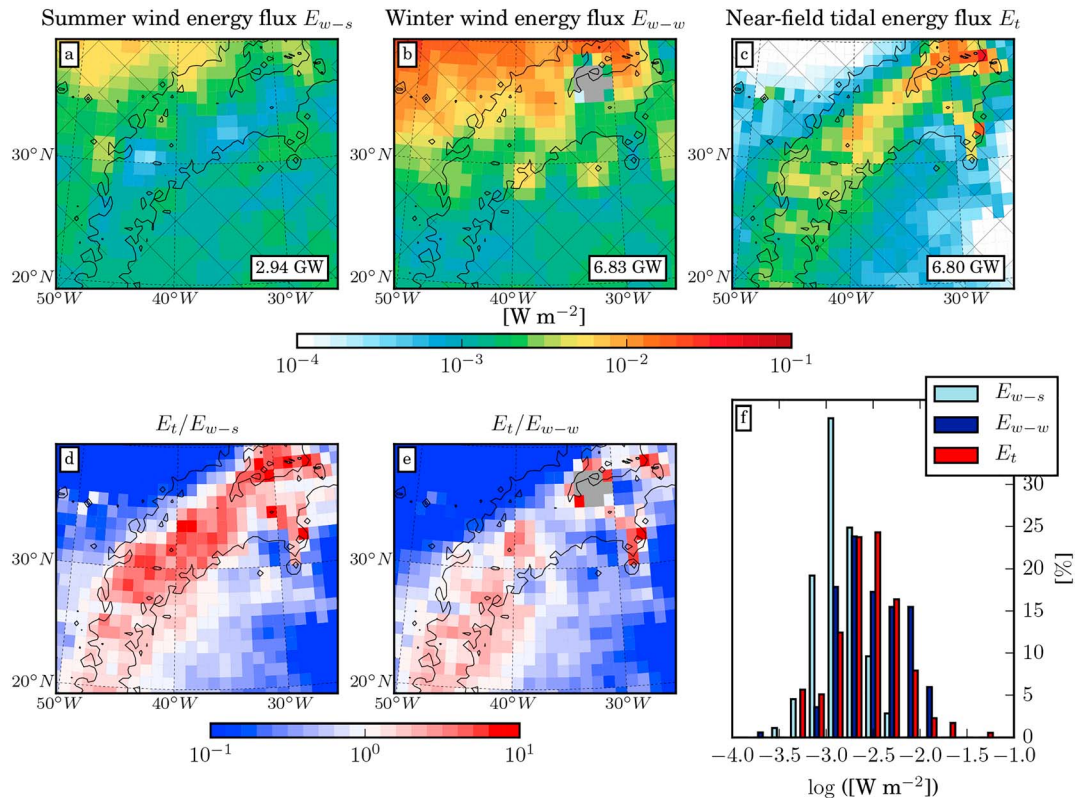 Summer wind energy flux E_{w−s}
Winter wind energy flux E_{w−w}
Near-field tidal energy flux E_t
a
b
c
30° N
30° N
30° N
2.94 GW
6.83 GW
6.80 GW
20° N
20° N
20° N
50°W 40°W 30°W
50°W 40°W 30°W
50°W 40°W 30°W
[W m^{−2}]
10^{−4} 10^{−3} 10^{−2} 10^{−1}
E_t/E_{w−s}
E_t/E_{w−w}
d
e
f
E_{w−s}
E_{w−w}
E_t
30
25
20
15
10
5
0
[%]
30° N
30° N
20° N
20° N
50°W 40°W 30°W
50°W 40°W 30°W
10^{−1} 10^0 10^1
−4.0 −3.5 −3.0 −2.5 −2.0 −1.5 −1.0
log ([W m^{−2}])